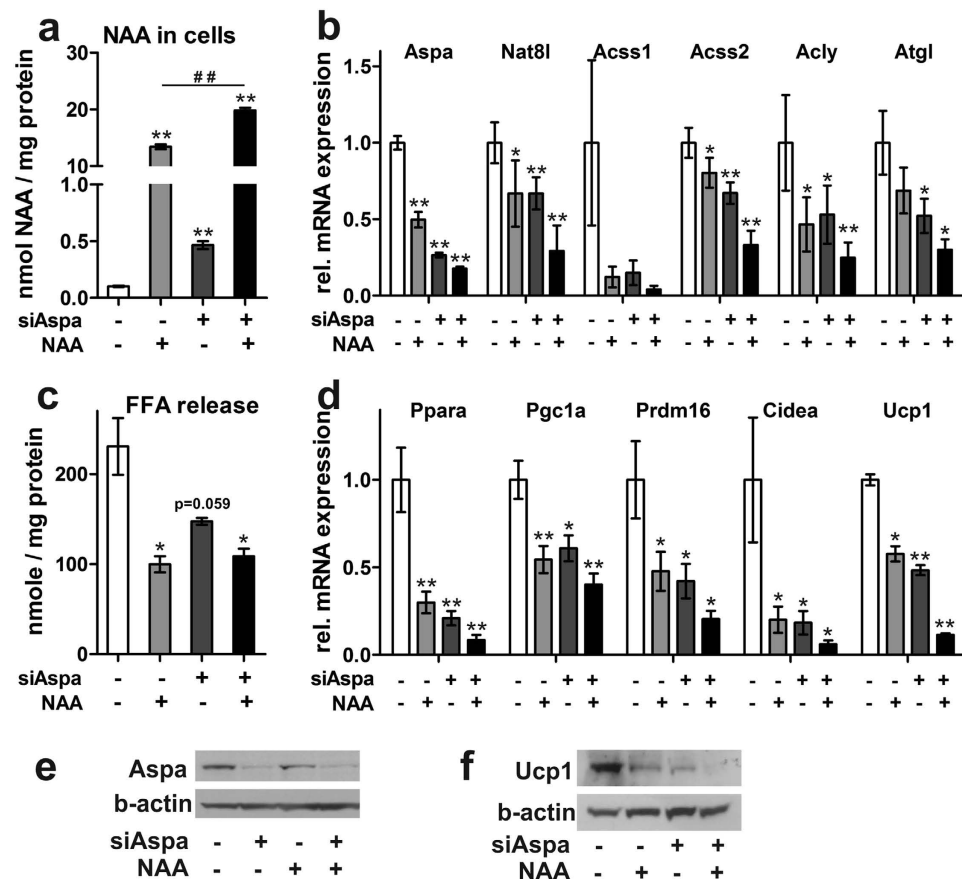 a
NAA in cells
nmol NAA / mg protein
30
20
10
1.0
0.5
0.0
**
**
**
##
siAspa - - + +
NAA - + - +
b
Aspa Nat8l Acss1 Acss2 Acly Atgl
rel. mRNA expression
1.5
1.0
0.5
0.0
** ** ** * ** ** * ** ** * * ** * *
siAspa - - + + - - + + - - + + - - + + - - + + - - + +
NAA - + - + - + - + - + - + - + - + - + - + - + - +
c
FFA release
nmole / mg protein
200
100
0
* p=0.059 *
siAspa - - + +
NAA - + - +
d
Ppara Pgc1a Prdm16 Cidea Ucp1
rel. mRNA expression
1.0
0.5
0.0
** ** ** ** * ** * * * * * * * ** **
siAspa - - + + - - + + - - + + - - + + - - + +
NAA - + - + - + - + - + - + - + - + - + - +
e
Aspa
b-actin
siAspa - + - +
NAA - - + +
f
Ucp1
b-actin
siAspa - - + +
NAA - + - +